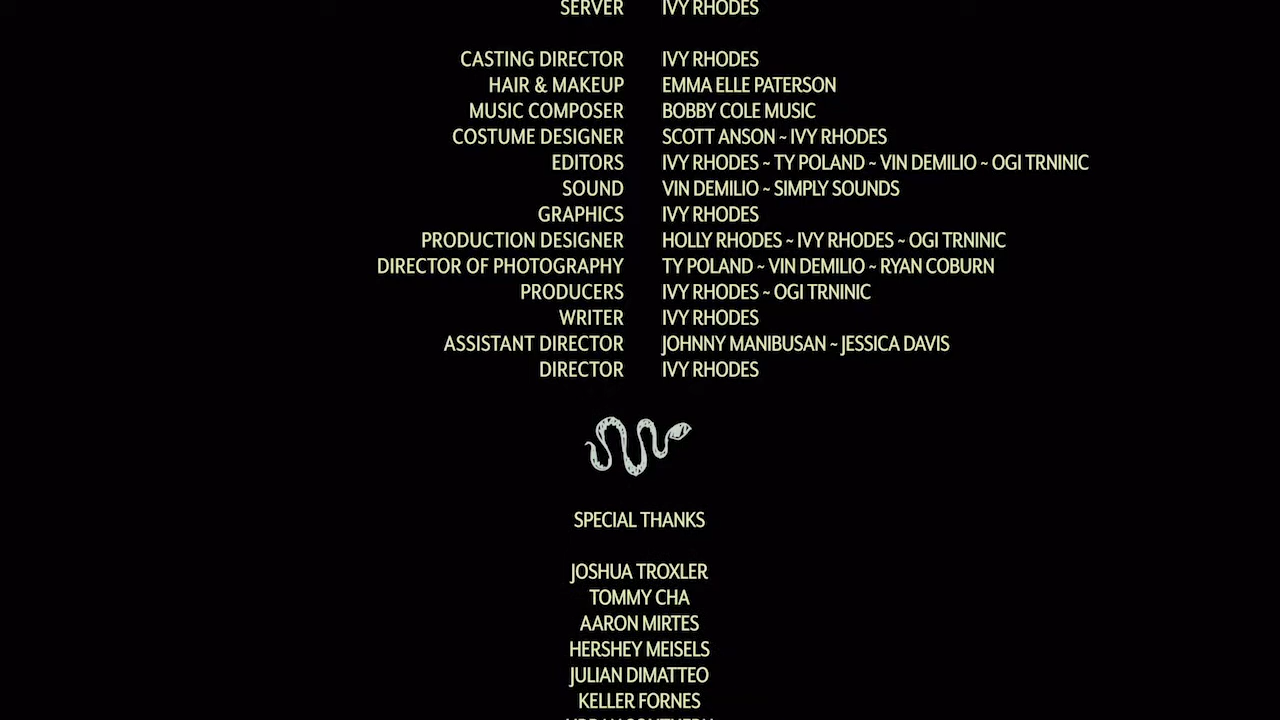 SERVER IVY RHODES
CASTING DIRECTOR IVY RHODES
HAIR & MAKEUP EMMA ELLE PATERSON
MUSIC COMPOSER BOBBY COLE MUSIC
COSTUME DESIGNER SCOTT ANSON ~ IVY RHODES
EDITORS IVY RHODES ~ TY POLAND ~ VIN DEMILIO ~ OGI TRNINIC
SOUND VIN DEMILIO ~ SIMPLY SOUNDS
GRAPHICS IVY RHODES
PRODUCTION DESIGNER HOLLY RHODES ~ IVY RHODES ~ OGI TRNINIC
DIRECTOR OF PHOTOGRAPHY TY POLAND ~ VIN DEMILIO ~ RYAN COBURN
PRODUCERS IVY RHODES ~ OGI TRNINIC
WRITER IVY RHODES
ASSISTANT DIRECTOR JOHNNY MANIBUSAN ~ JESSICA DAVIS
DIRECTOR IVY RHODES
SPECIAL THANKS
JOSHUA TROXLER
TOMMY CHA
AARON MIRTES
HERSHEY MEISELS
JULIAN DIMATTEO
KELLER FORNES